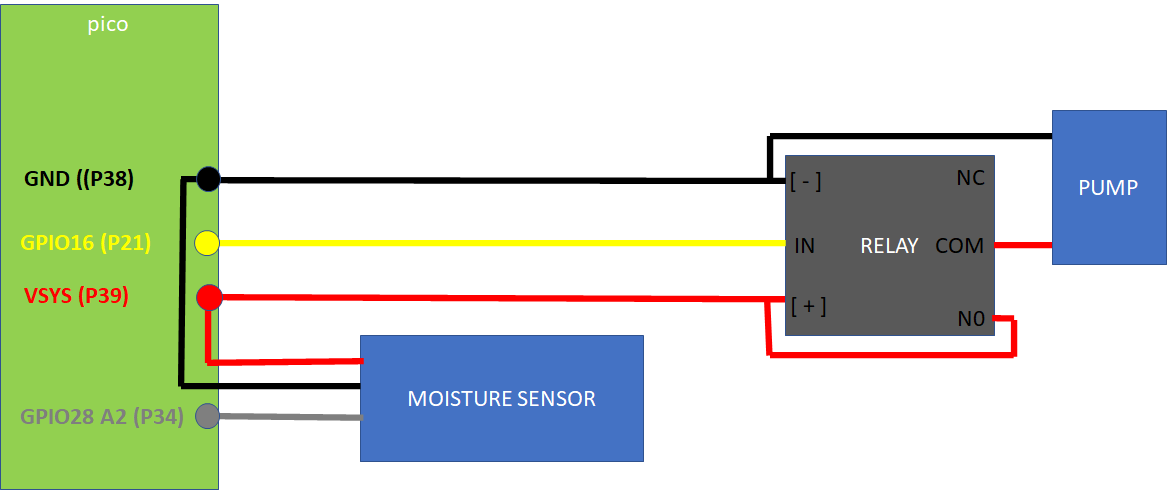 pico
GND ((P38)
[ - ]
NC
PUMP
GPIO16 (P21)
IN
RELAY
COM
VSYS (P39)
[ + ]
N0
MOISTURE SENSOR
GPIO28 A2 (P34)